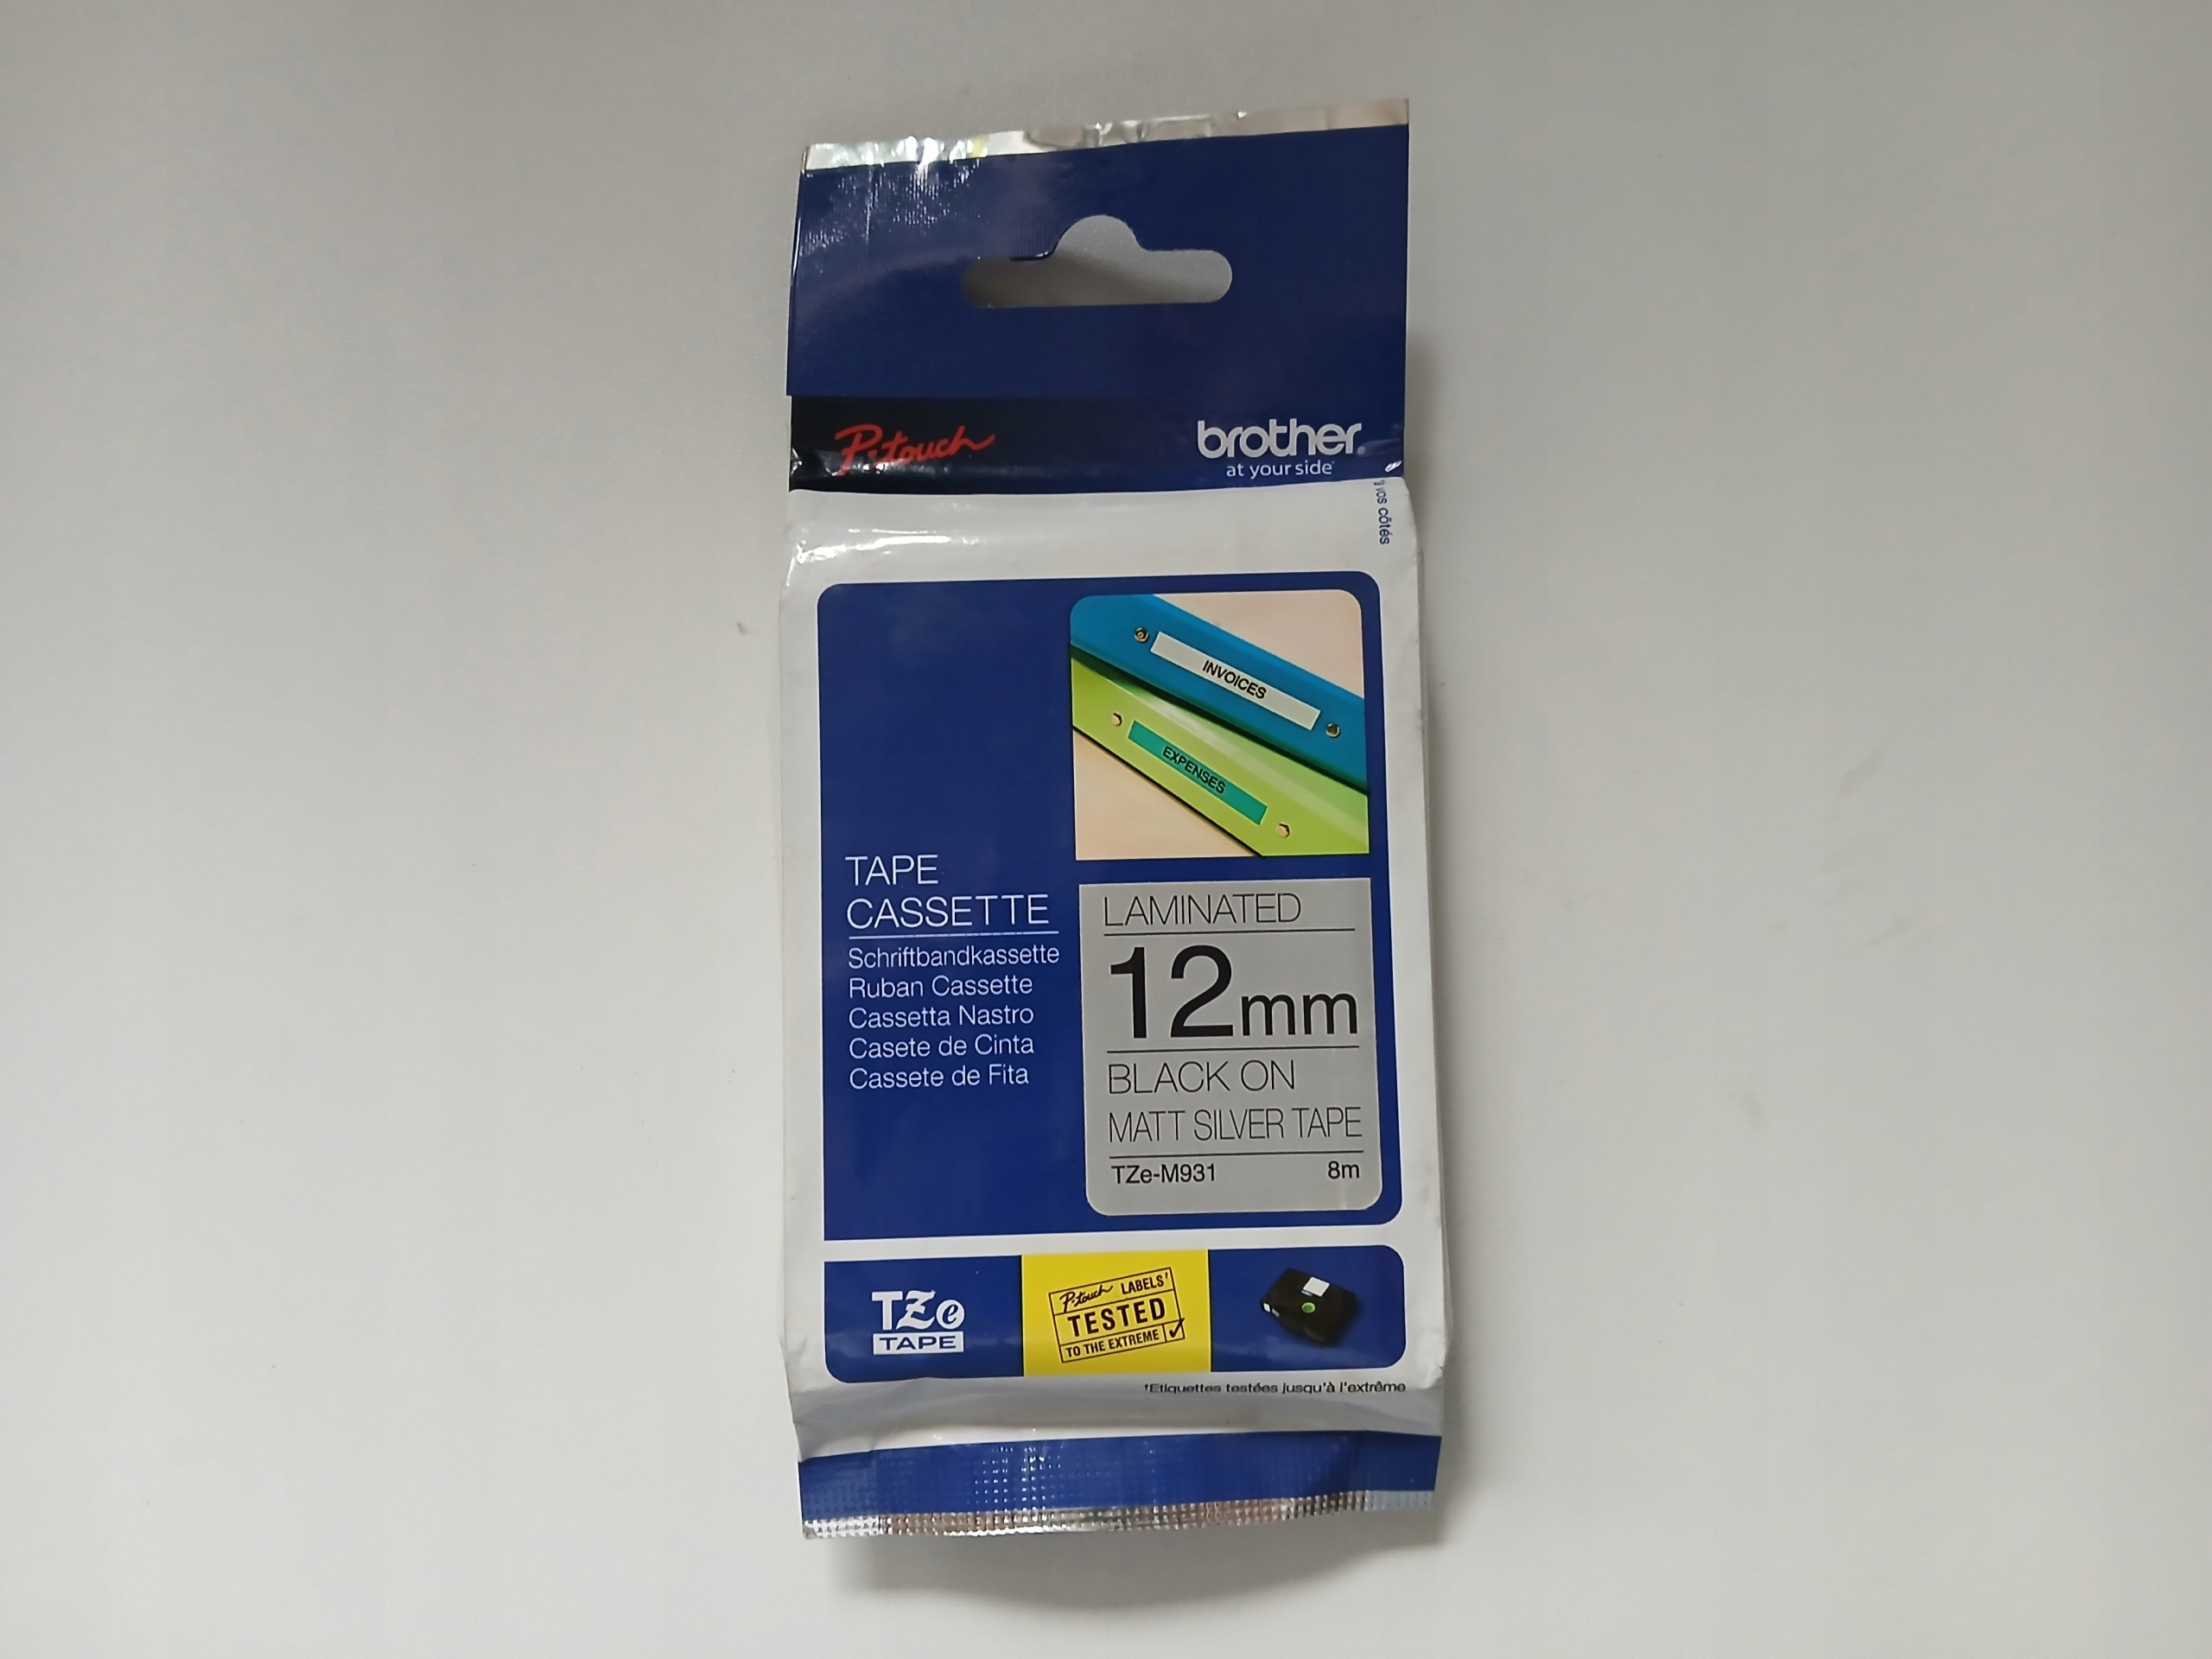 P-touch
brother
at your side
à vos côtés
INVOICES
EXPENSES
TAPE
CASSETTE
Schriftbandkassette
Ruban Cassette
Cassetta Nastro
Casete de Cinta
Cassete de Fita
LAMINATED
12mm
BLACK ON
MATT SILVER TAPE
TZe-M931 8m
TZe
TAPE
P-touch LABELS†
TESTED
TO THE EXTREME
†Etiquettes testées jusqu'à l'extrême